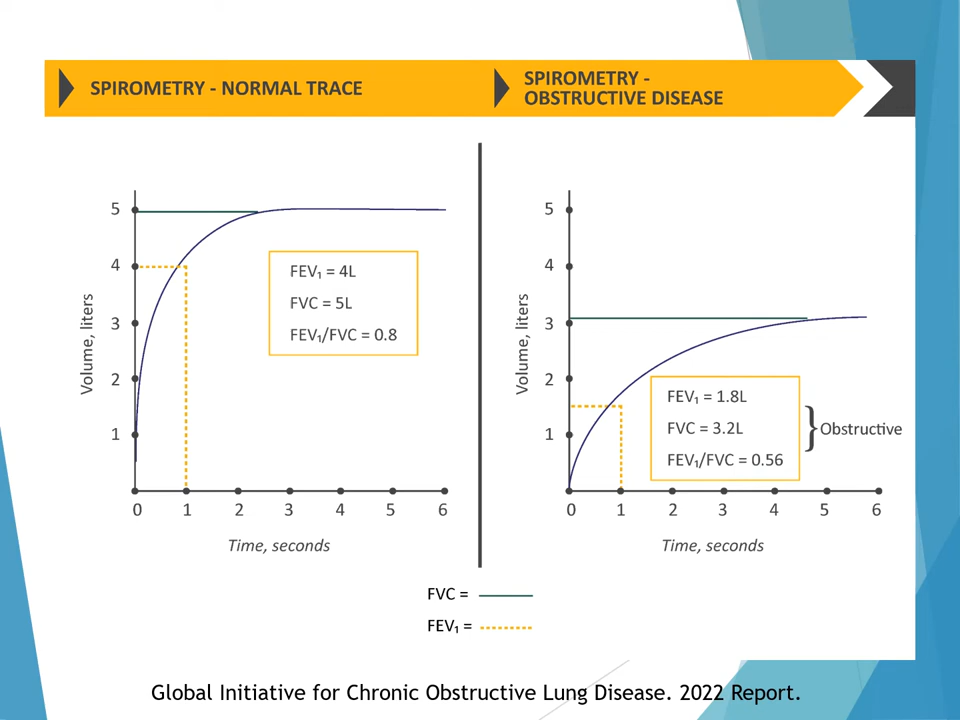 SPIROMETRY - NORMAL TRACE
SPIROMETRY -
OBSTRUCTIVE DISEASE
5
4
3
2
1
Volume, liters
FEV₁ = 4L
FVC = 5L
FEV₁/FVC = 0.8
0 1 2 3 4 5 6
Time, seconds
5
4
3
2
1
Volume, liters
FEV₁ = 1.8L
FVC = 3.2L
FEV₁/FVC = 0.56
Obstructive
0 1 2 3 4 5 6
Time, seconds
FVC =
FEV₁ =
Global Initiative for Chronic Obstructive Lung Disease. 2022 Report.